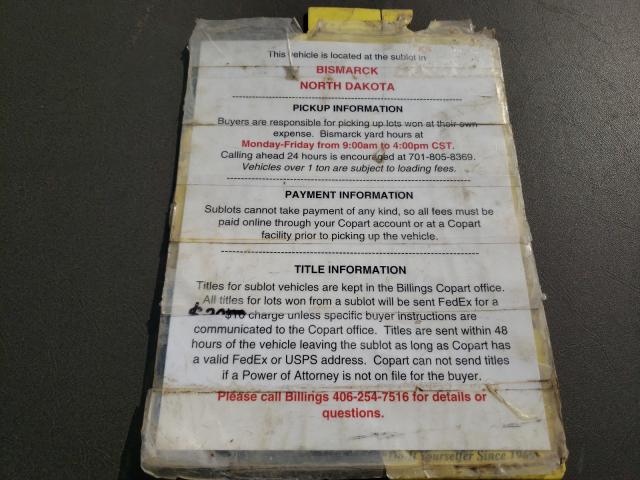 This vehicle is located at the sublot in
BISMARCK
NORTH DAKOTA
PICKUP INFORMATION
Buyers are responsible for picking up lots won at their own
expense. Bismarck yard hours at
Monday-Friday from 9:00am to 4:00pm CST.
Calling ahead 24 hours is encouraged at 701-805-8369.
Vehicles over 1 ton are subject to loading fees.
PAYMENT INFORMATION
Sublots cannot take payment of any kind, so all fees must be
paid online through your Copart account or at a Copart
facility prior to picking up the vehicle.
TITLE INFORMATION
Titles for sublot vehicles are kept in the Billings Copart office.
All titles for lots won from a sublot will be sent FedEx for a
charge unless specific buyer instructions are
communicated to the Copart office. Titles are sent within 48
hours of the vehicle leaving the sublot as long as Copart has
a valid FedEx or USPS address. Copart can not send titles
if a Power of Attorney is not on file for the buyer.
Please call Billings 406-254-7516 for details or
questions.
Yourselfer Since